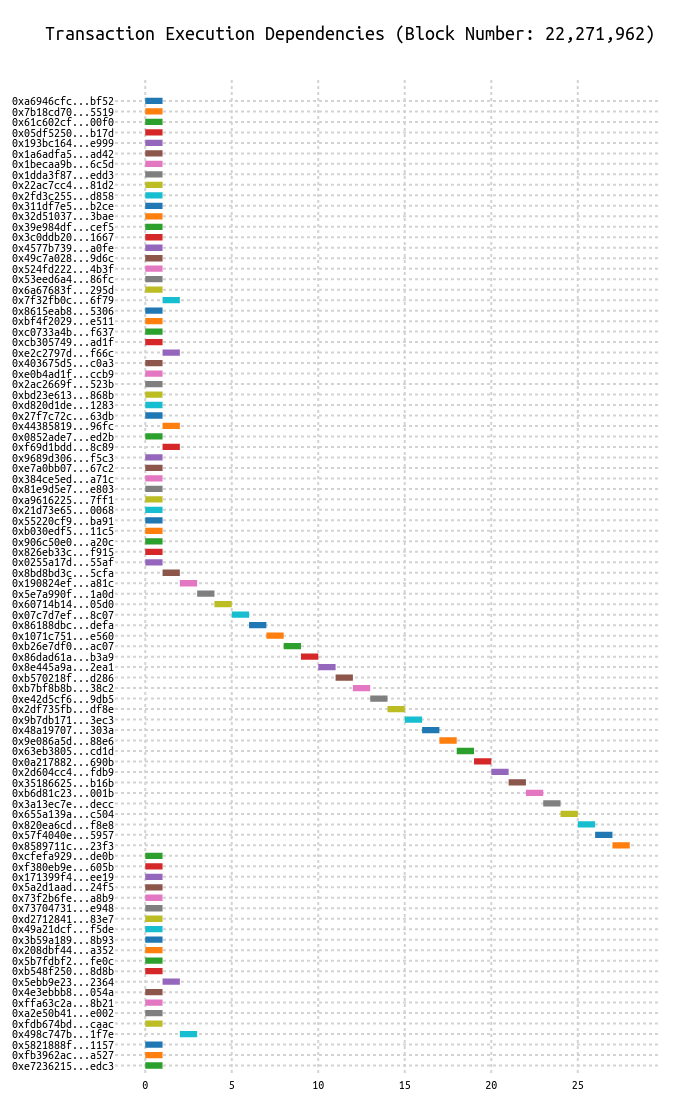 Transaction Execution Dependencies (Block Number: 22,271,962)
0xa6946cfc...bf52
0x7b18cd70...5519
0x61c602cf...00f0
0x05df5250...b17d
0x193bc164...e999
0x1a6adfa5...ad42
0x1becaa9b...6c5d
0x1dda3f87...edd3
0x22ac7cc4...81d2
0x2fd3c255...d858
0x311df7e5...b2ce
0x32d51037...3bae
0x39e984df...cef5
0x3c0ddb20...1667
0x4577b739...a0fe
0x49c7a028...9d6c
0x524fd222...4b3f
0x53eed6a4...86fc
0x6a67683f...295d
0x7f32fb0c...6f79
0x8615eab8...5306
0xbf4f2029...e511
0xc0733a4b...f637
0xcb305749...ad1f
0xe2c2797d...f66c
0x403675d5...c0a3
0xe0b4ad1f...ccb9
0x2ac2669f...523b
0xbd23e613...868b
0xd820d1de...1283
0x27f7c72c...63db
0x44385819...96fc
0x0852ade7...ed2b
0xf69d1bdd...8c89
0x9689d306...f5c3
0xe7a0bb07...67c2
0x384ce5ed...a71c
0x81e9d5e7...e803
0xa9616225...7ff1
0x21d73e65...0068
0x55220cf9...ba91
0xb030edf5...11c5
0x906c50e0...a20c
0x826eb33c...f915
0x0255a17d...55af
0x8bd8bd3c...5cfa
0x190824ef...a81c
0x5e7a990f...1a0d
0x60714b14...05d0
0x07c7d7ef...8c07
0x86188dbc...defa
0x1071c751...e560
0xb26e7df0...ac07
0x86dad61a...b3a9
0x8e445a9a...2ea1
0xb570218f...d286
0xb7bf8b8b...38c2
0xe42d5cf6...9db5
0x2df735fb...df8e
0x9b7db171...3ec3
0x48a19707...303a
0x9e086a5d...88e6
0x63eb3805...cd1d
0x0a217882...690b
0x2d604cc4...fdb9
0x35186625...b16b
0xb6d81c23...001b
0x3a13ec7e...decc
0x655a139a...c504
0x820ea6cd...f8e8
0x57f4040e...5957
0x8589711c...23f3
0xcfefa929...de0b
0xf380eb9e...605b
0x171399f4...ee19
0x5a2d1aad...24f5
0x73f2b6fe...a8b9
0x73704731...e948
0xd2712841...83e7
0x49a21dcf...f5de
0x3b59a189...8b93
0x208dbf44...a352
0x5b7fdbf2...fe0c
0xb548f250...8d8b
0x5ebb9e23...2364
0x4e3ebbb8...054a
0xffa63c2a...8b21
0xa2e50b41...e002
0xfdb674bd...caac
0x498c747b...1f7e
0x5821888f...1157
0xfb3962ac...a527
0xe7236215...edc3
0 5 10 15 20 25